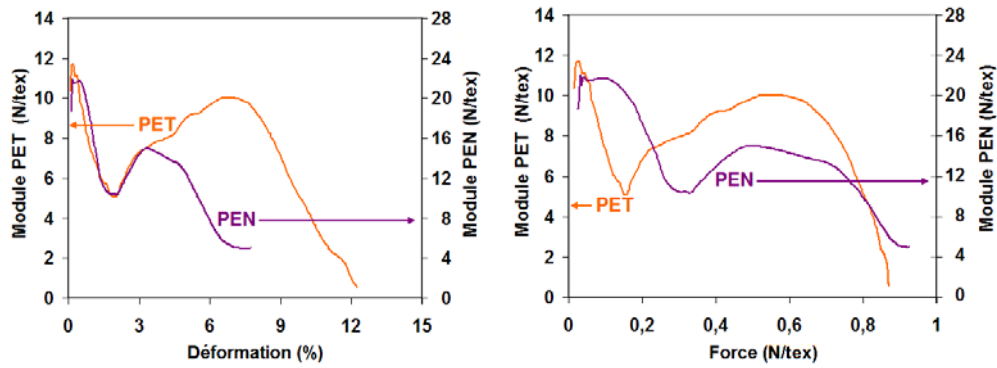 Module PET (N/tex)
14
12
10
8
6
4
2
0
PET
PEN
28
24
20
16
12
8
4
0
Module PEN (N/tex)
0 3 6 9 12 15
Déformation (%)
Module PET (N/tex)
14
12
10
8
6
4
2
0
PET
PEN
28
24
20
16
12
8
4
0
Module PEN (N/tex)
0 0,2 0,4 0,6 0,8 1
Force (N/tex)